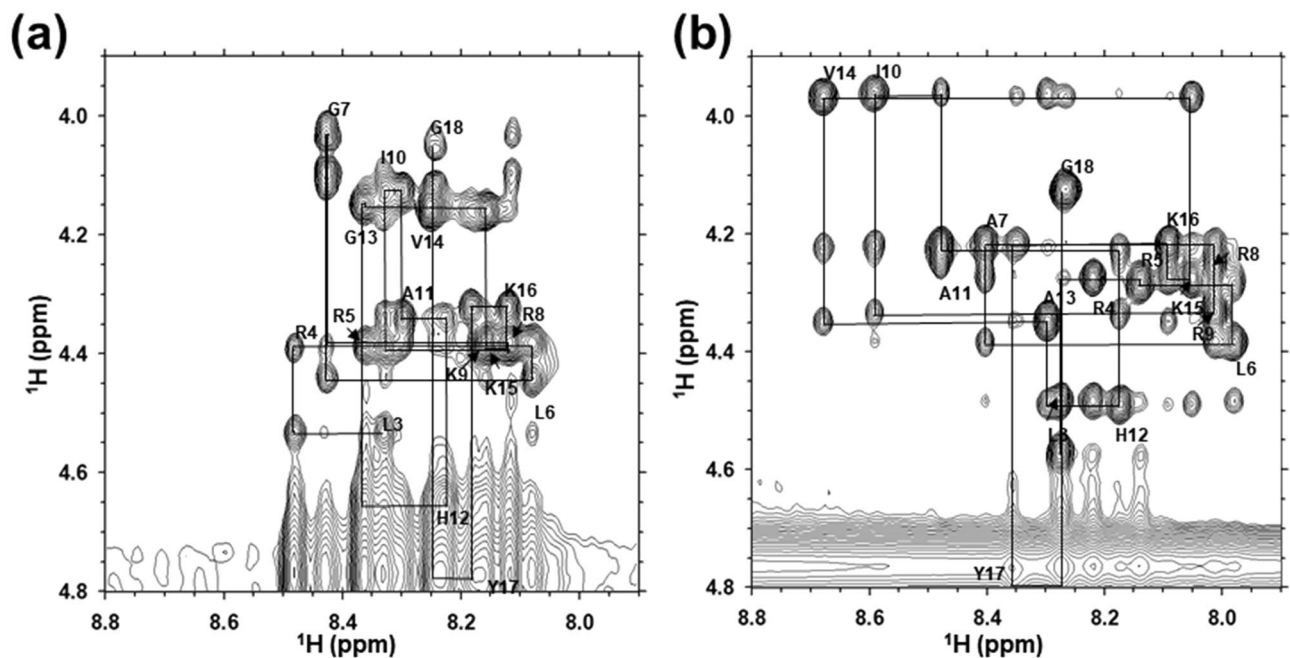 (a)
G7
G18
I10
G13
V14
A11
K16
R5
R8
R4
K9
K15
L6
L3
H12
Y17
4.0
4.2
4.4
4.6
4.8
¹H (ppm)
8.8
8.6
8.4
8.2
8.0
¹H (ppm)
(b)
V14
I10
G18
A7
K16
R5
R8
A11
A13
R4
K15
R9
L6
L3
H12
Y17
4.0
4.2
4.4
4.6
4.8
¹H (ppm)
8.8
8.6
8.4
8.2
8.0
¹H (ppm)